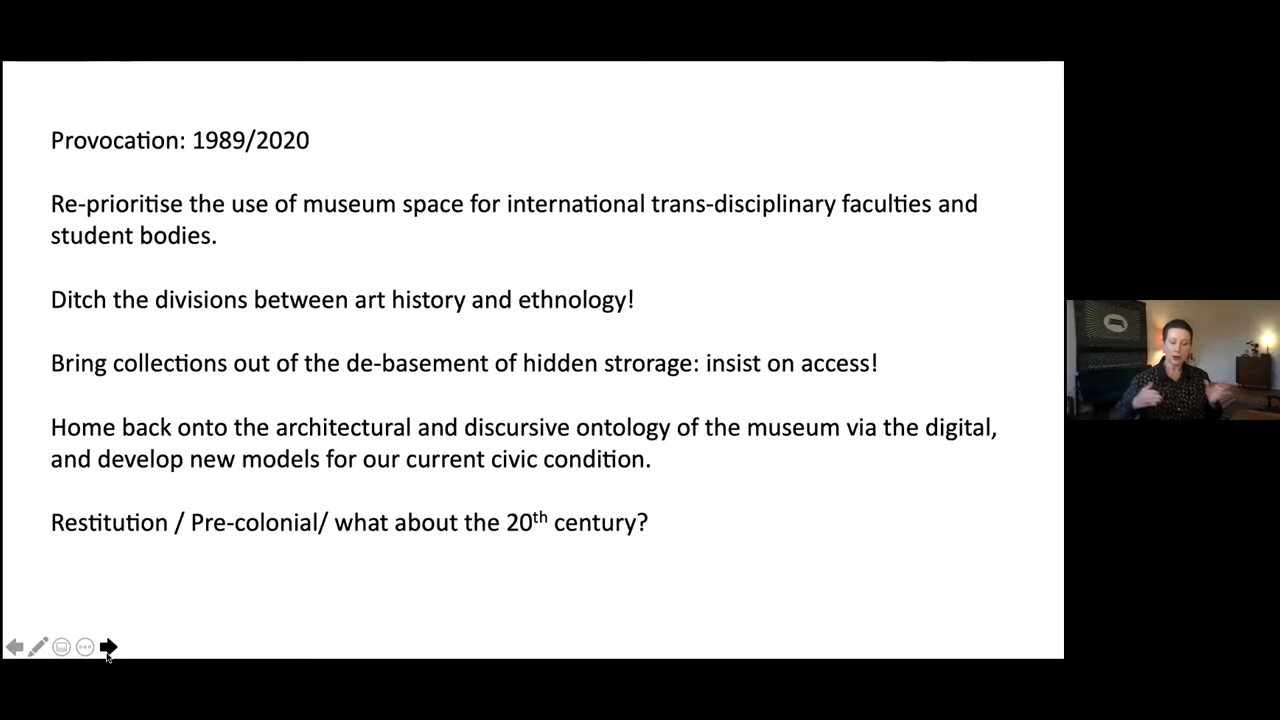 Provocation: 1989/2020
Re-prioritise the use of museum space for international trans-disciplinary faculties and
student bodies.
Ditch the divisions between art history and ethnology!
Bring collections out of the de-basement of hidden strorage: insist on access!
Home back onto the architectural and discursive ontology of the museum via the digital,
and develop new models for our current civic condition.
Restitution / Pre-colonial/ what about the 20th century?